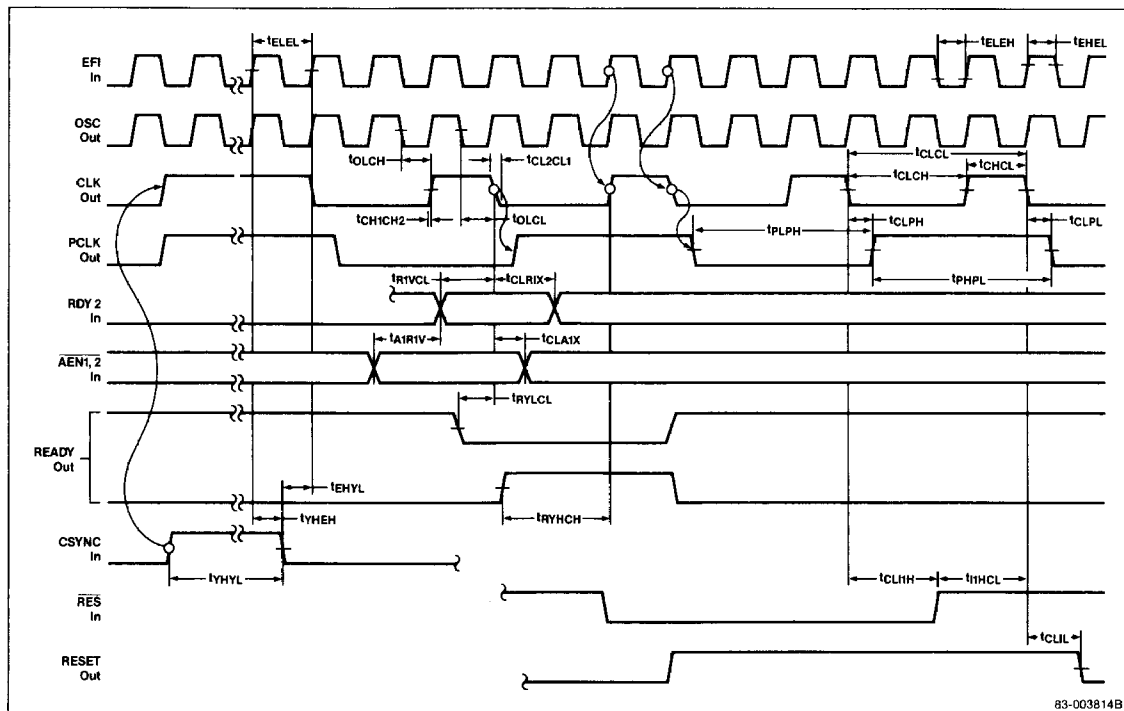 tELEL
tELEH
tEHEL
EFI
In
OSC
Out
tOLCH
tCL2CL1
tCLCL
tCHCL
CLK
Out
tCLCH
tCH1CH2
tOLCL
tPLPH
tCLPH
tCLPL
PCLK
Out
tR1VCL
tCLRIX
tPHPL
RDY 2
In
tA1R1V
tCLA1X
AEN1, 2
In
tRYLCL
READY
Out
tEHYL
tYHEH
tRYHCH
CSYNC
In
tYHYL
tCLI1H
tI1HCL
RES
In
tCLIL
RESET
Out
83-003814B